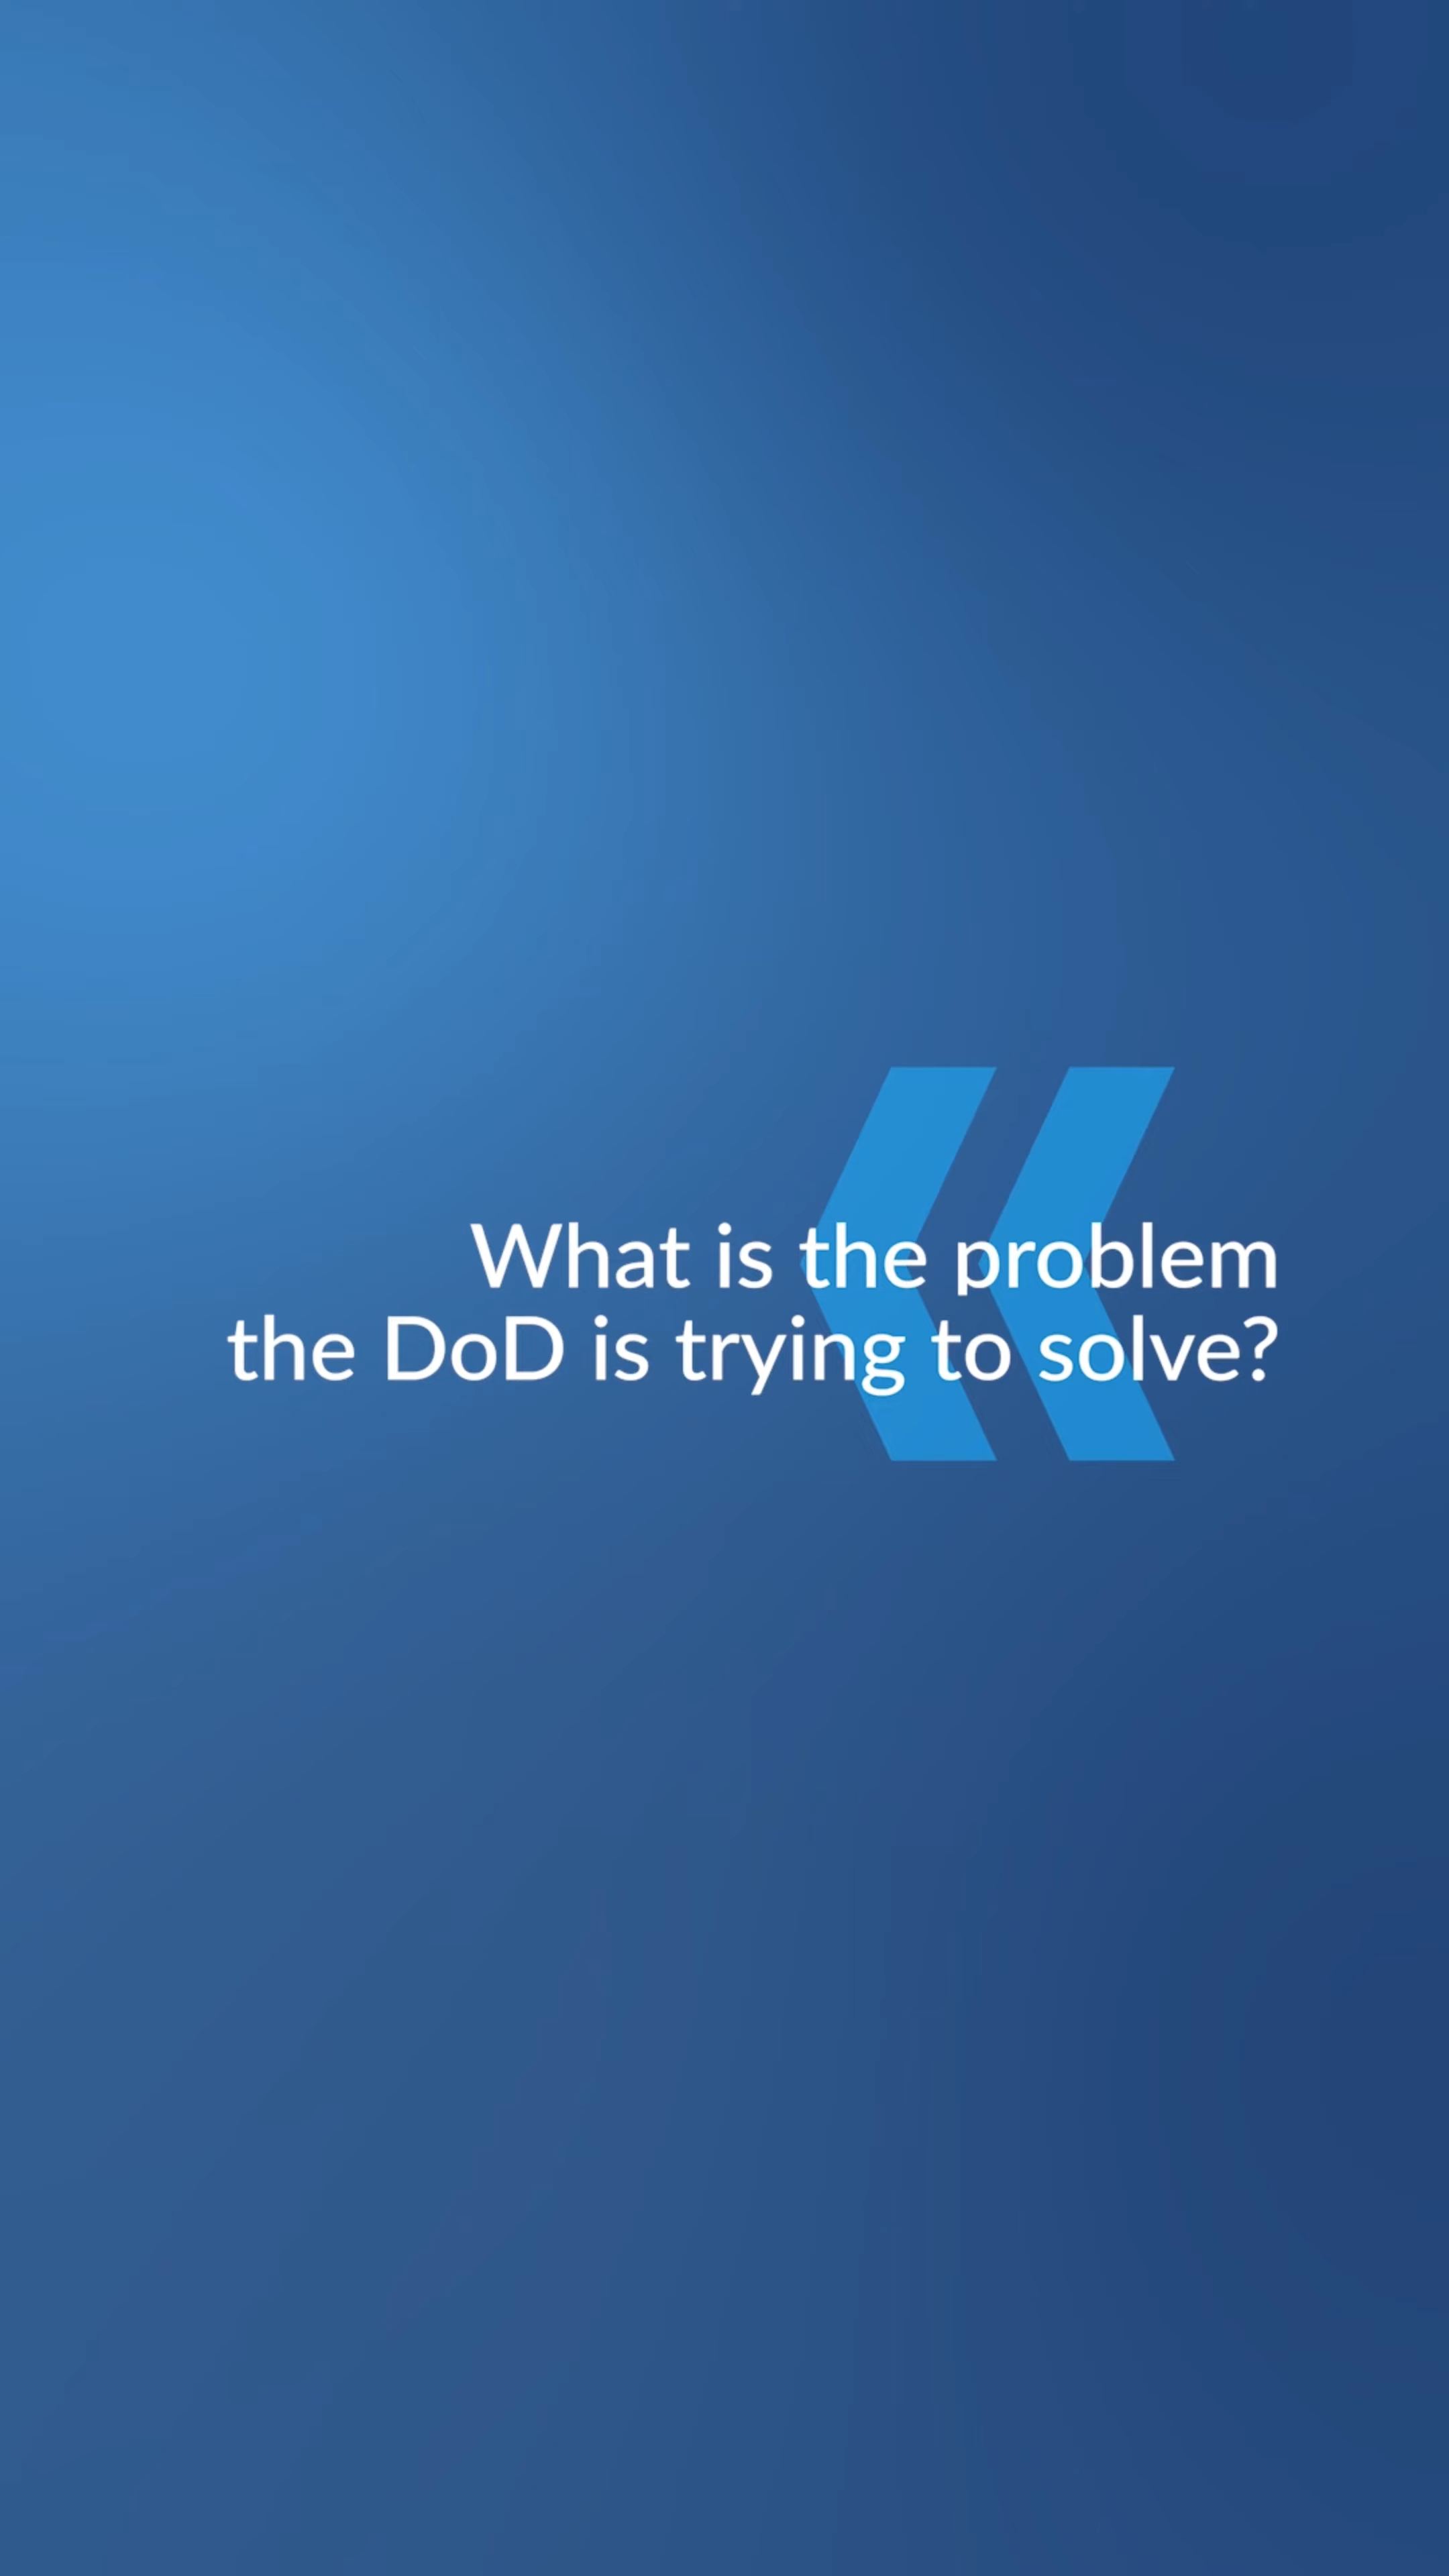 What is the problem
the DoD is trying to solve?